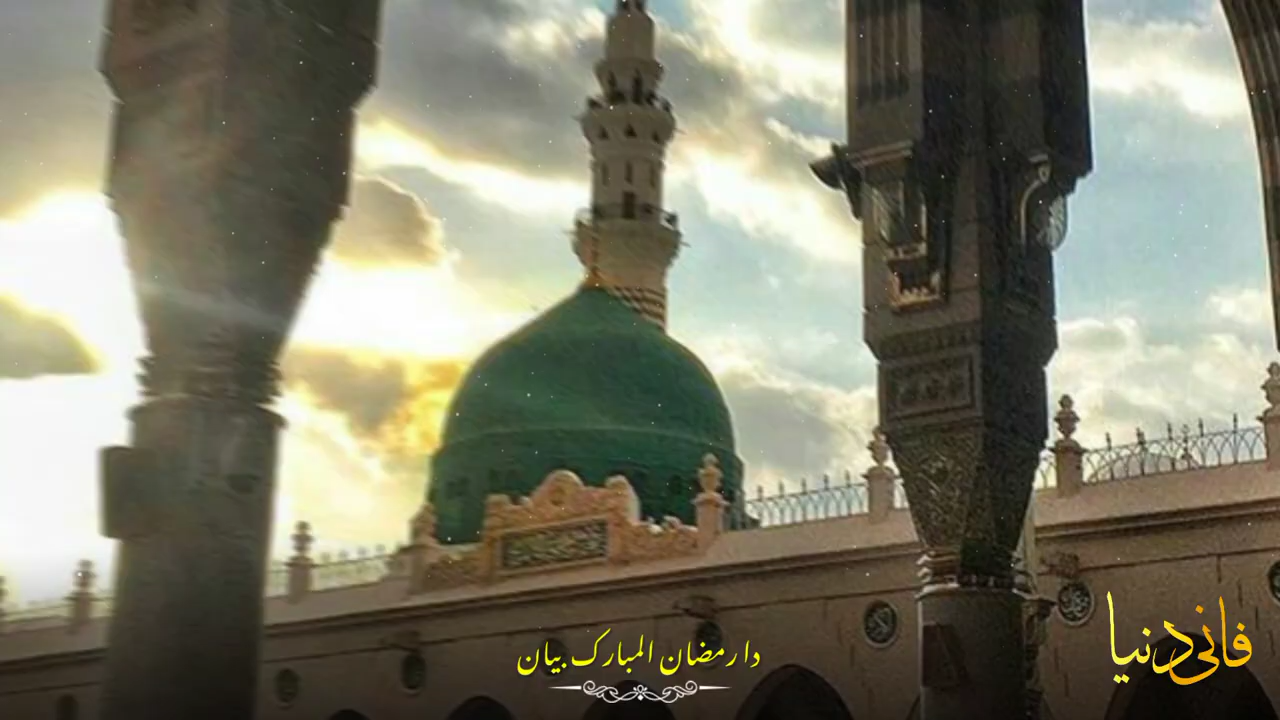 دا رمضان المبارک بیان
فانی دنیا